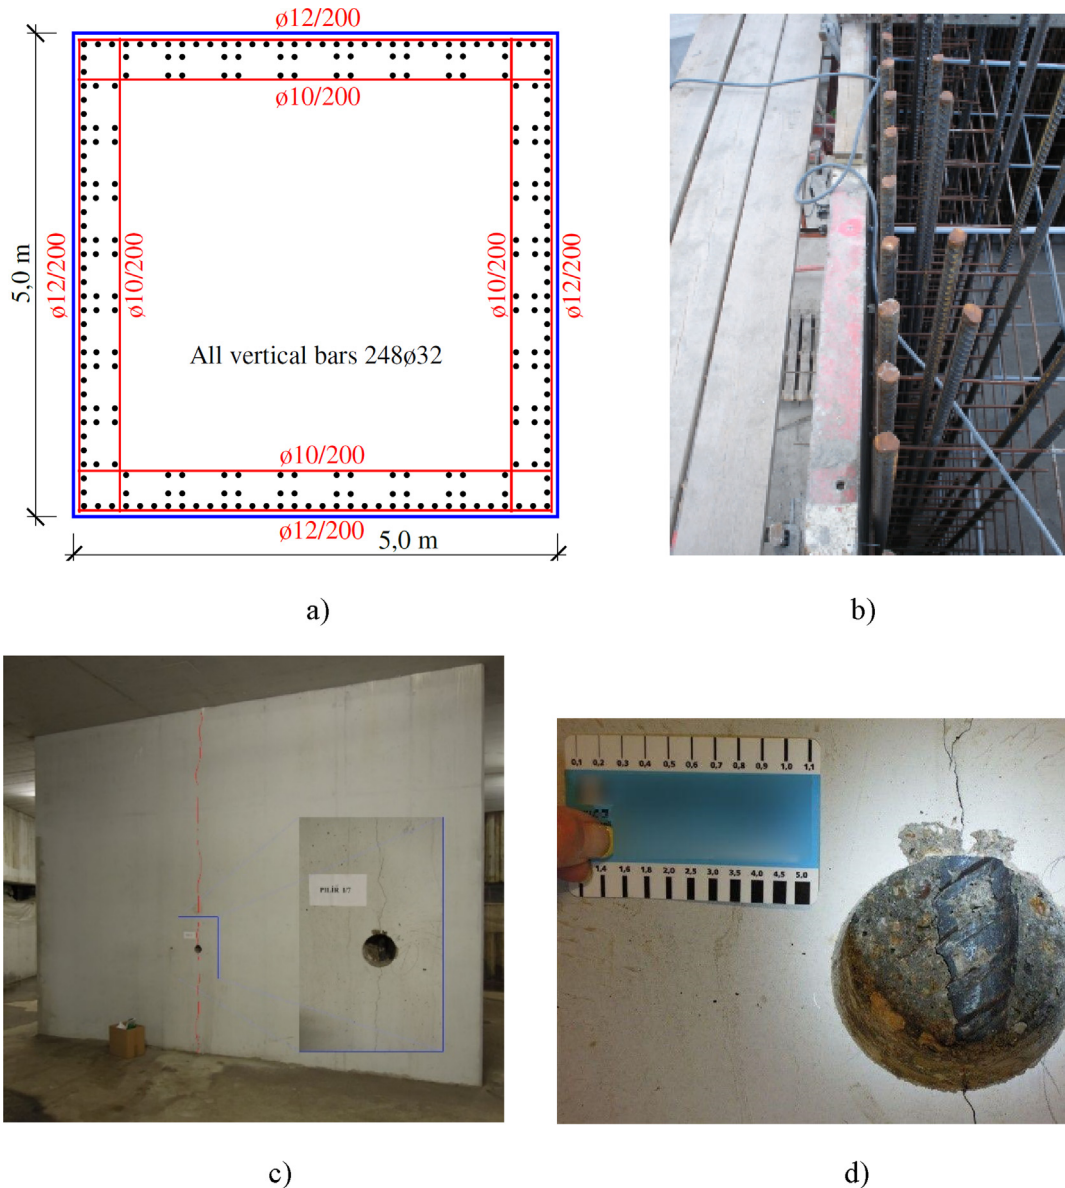 ø12/200
ø10/200
5,0 m
ø12/200
ø10/200
ø10/200
ø12/200
All vertical bars 248ø32
ø10/200
ø12/200
5,0 m
a)
b)
PILÍŘ 1/7
c)
0,1 0,2 0,3 0,4 0,5 0,6 0,7 0,8 0,9 1,0 1,1
1,4 1,6 1,8 2,0 2,5 3,0 3,5 4,0 4,5 5,0
d)